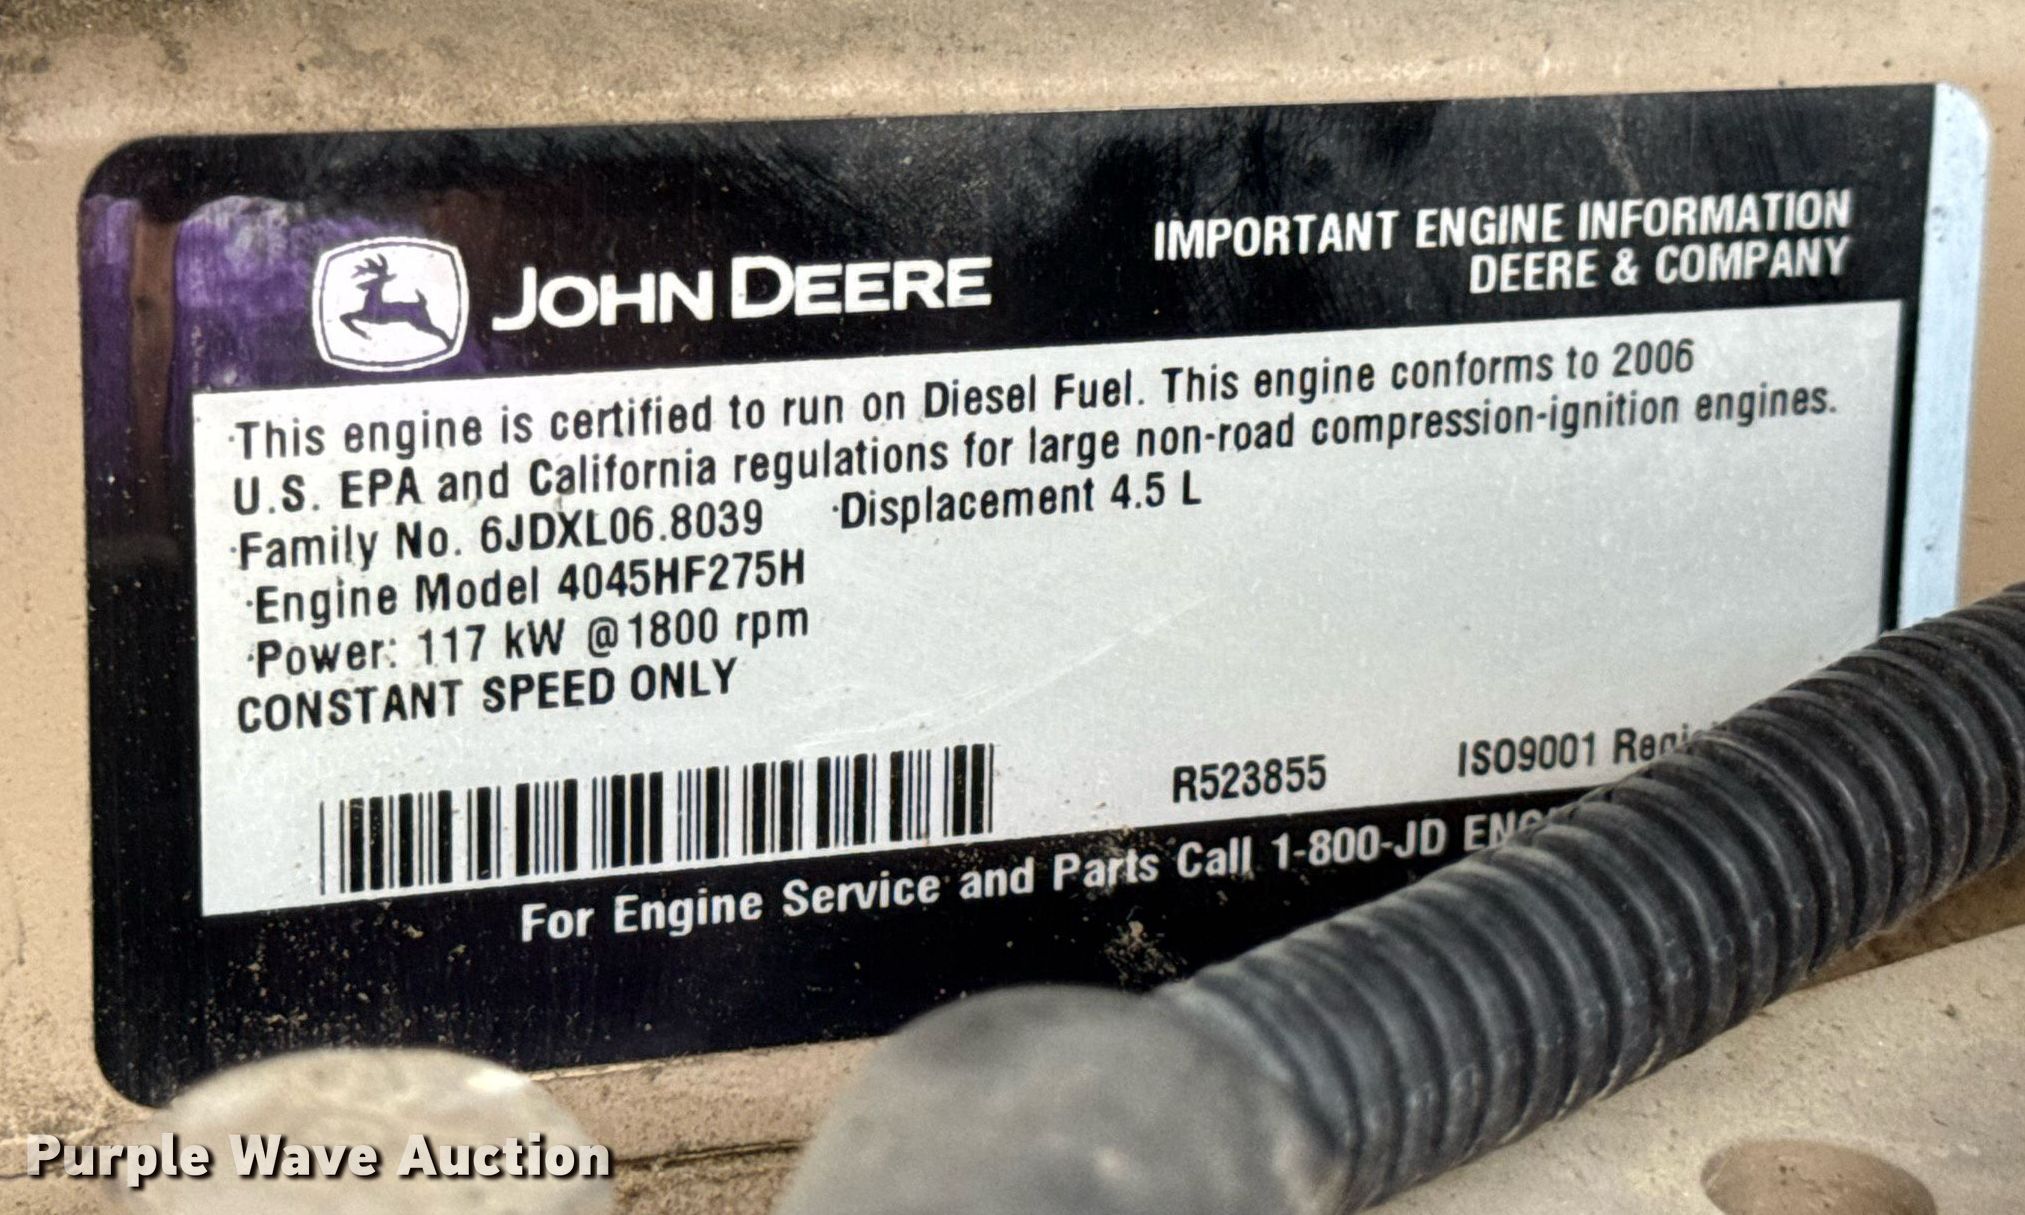 JOHN DEERE
IMPORTANT ENGINE INFORMATION
DEERE & COMPANY
·This engine is certified to run on Diesel Fuel. This engine conforms to 2006
U.S. EPA and California regulations for large non-road compression-ignition engines.
·Family No. 6JDXL06.8039 ·Displacement 4.5 L
·Engine Model 4045HF275H
·Power: 117 kW @1800 rpm
CONSTANT SPEED ONLY
R523855 ISO9001
For Engine Service and Parts Call 1-800-JD
Purple Wave Auction